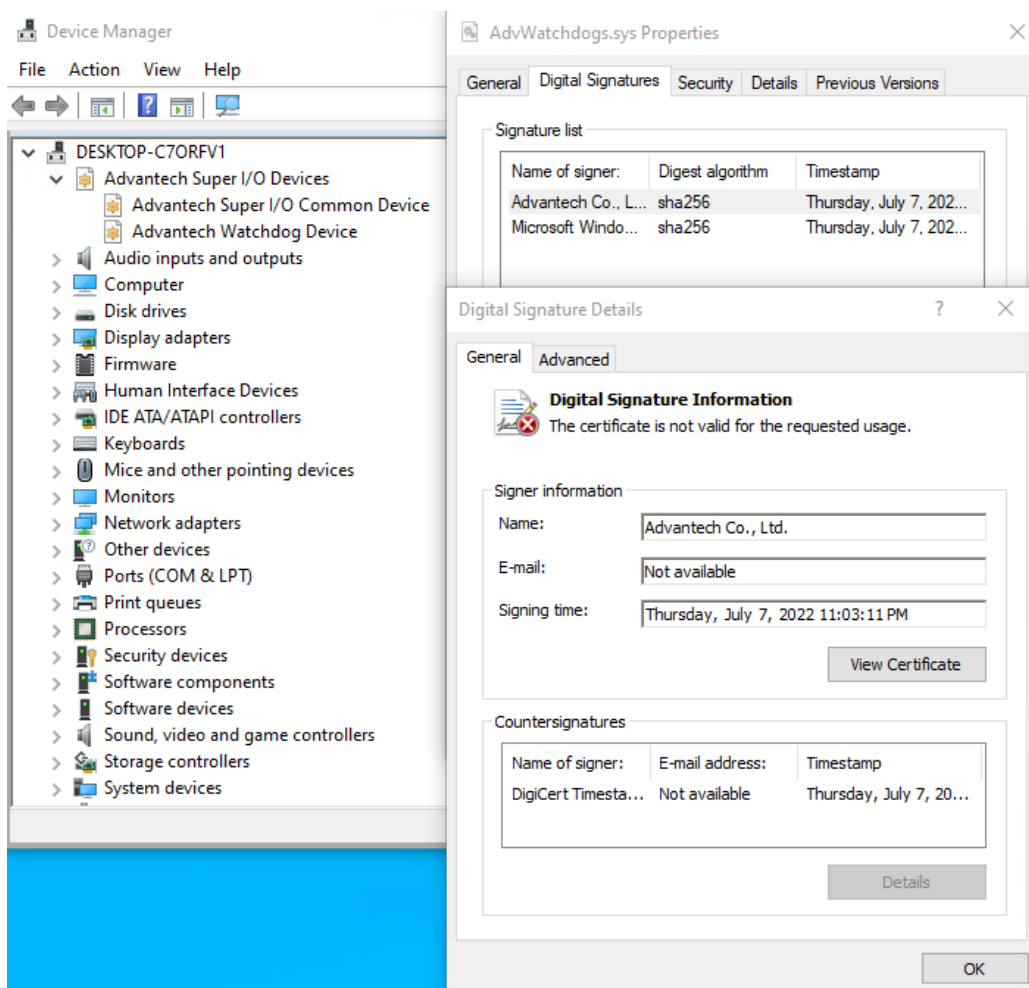 Device Manager
File Action View Help
DESKTOP-C7ORFV1
Advantech Super I/O Devices
Advantech Super I/O Common Device
Advantech Watchdog Device
Audio inputs and outputs
Computer
Disk drives
Display adapters
Firmware
Human Interface Devices
IDE ATA/ATAPI controllers
Keyboards
Mice and other pointing devices
Monitors
Network adapters
Other devices
Ports (COM & LPT)
Print queues
Processors
Security devices
Software components
Software devices
Sound, video and game controllers
Storage controllers
System devices
AdvWatchdogs.sys Properties
General Digital Signatures Security Details Previous Versions
Signature list
Name of signer: Digest algorithm Timestamp
Advantech Co., L... sha256 Thursday, July 7, 202...
Microsoft Windo... sha256 Thursday, July 7, 202...
Digital Signature Details ?
General Advanced
Digital Signature Information
The certificate is not valid for the requested usage.
Signer information
Name: Advantech Co., Ltd.
E-mail: Not available
Signing time: Thursday, July 7, 2022 11:03:11 PM
View Certificate
Countersignatures
Name of signer: E-mail address: Timestamp
DigiCert Timesta... Not available Thursday, July 7, 20...
Details
OK